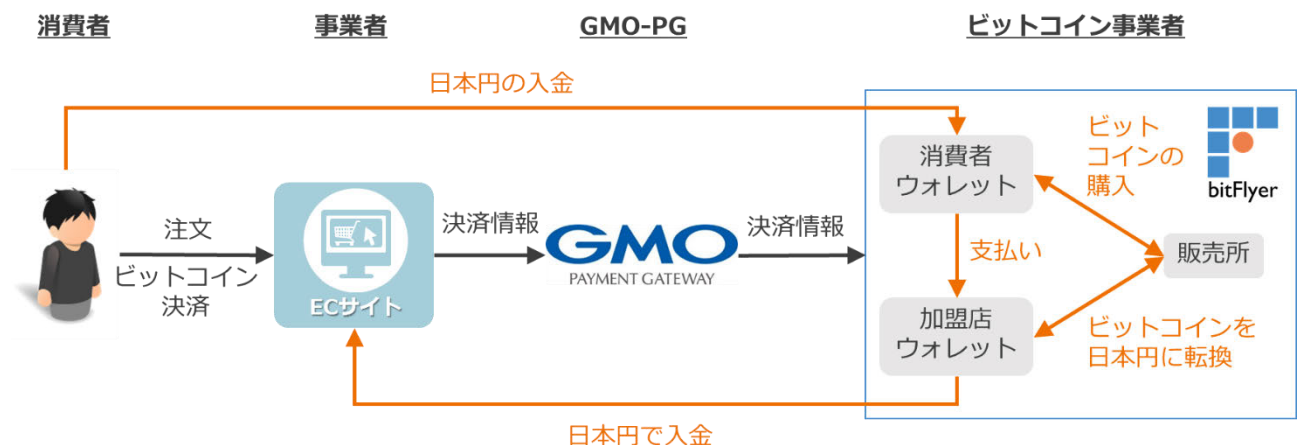 消費者
事業者
GMO-PG
ビットコイン事業者
日本円の入金
消費者
ウォレット
ビット
コインの
購入
bitFlyer
注文
ビットコイン
決済
ECサイト
決済情報
GMO
PAYMENT GATEWAY
決済情報
支払い
販売所
加盟店
ウォレット
ビットコインを
日本円に転換
日本円で入金